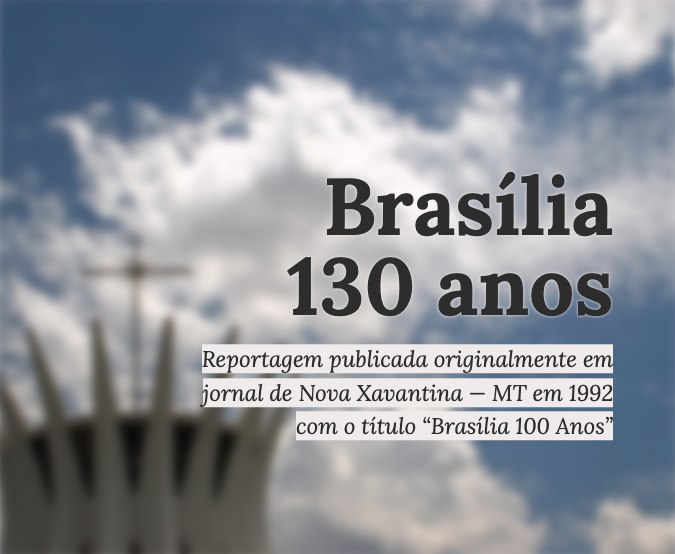 Brasília
130 anos
Reportagem publicada originalmente em
jornal de Nova Xavantina — MT em 1992
com o título “Brasília 100 Anos”